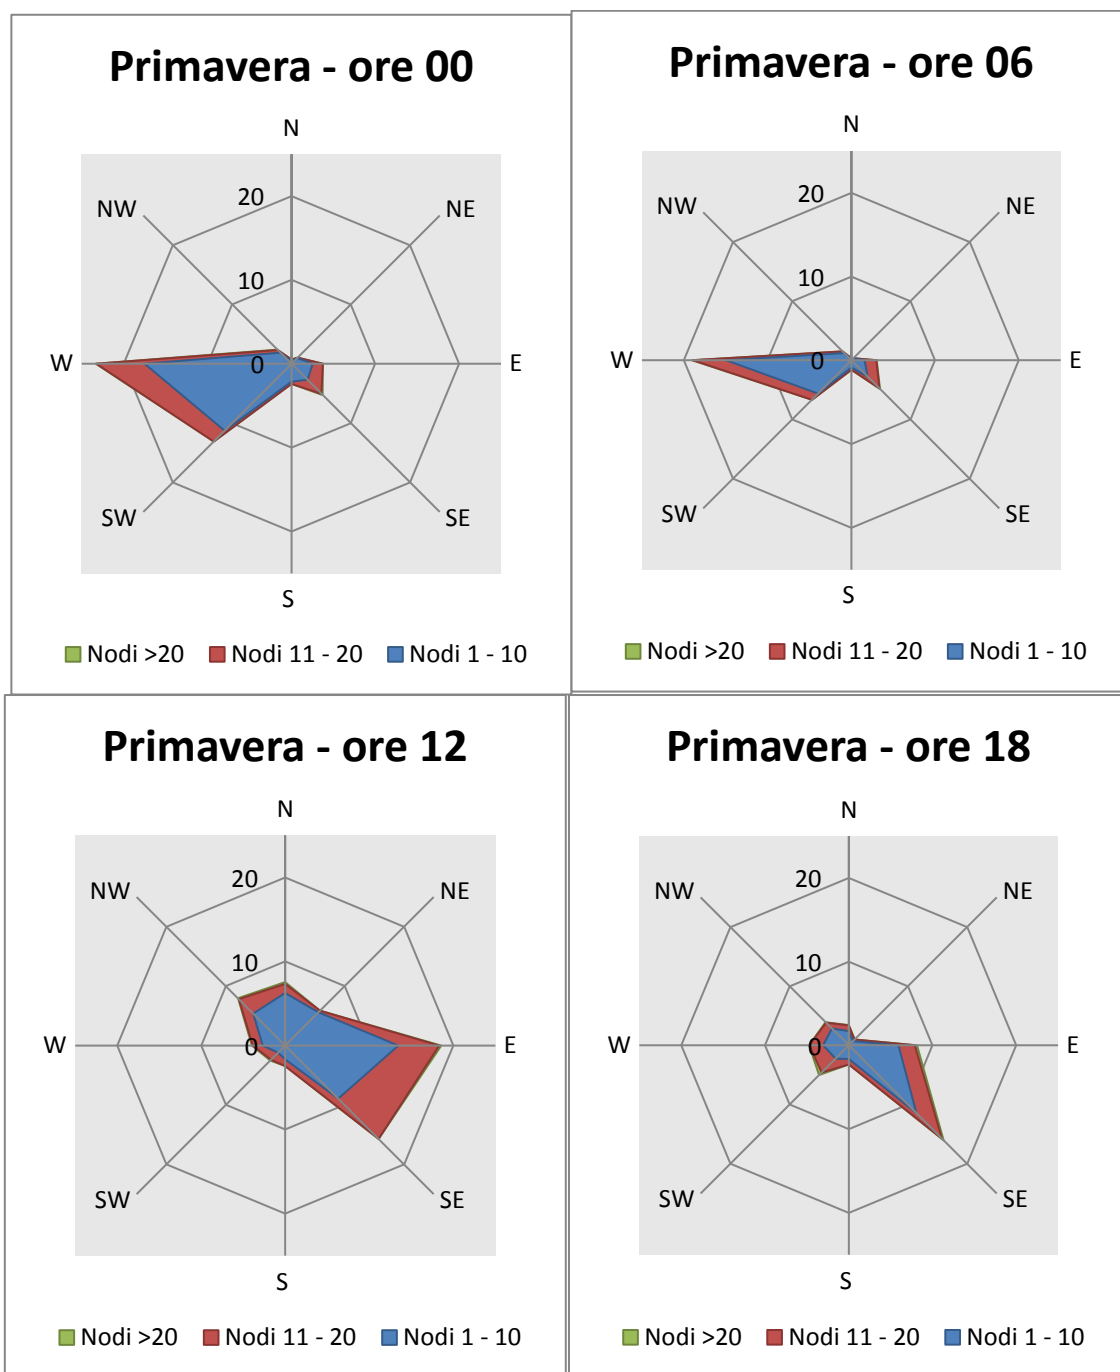 Primavera - ore 00
N
20
NW
NE
10
W
0
E
SW
SE
S
Nodi >20 Nodi 11 - 20 Nodi 1 - 10
Primavera - ore 06
N
20
NW
NE
10
W
0
E
SW
SE
S
Nodi >20 Nodi 11 - 20 Nodi 1 - 10
Primavera - ore 12
N
20
NW
NE
10
W
0
E
SW
SE
S
Nodi >20 Nodi 11 - 20 Nodi 1 - 10
Primavera - ore 18
N
20
NW
NE
10
W
0
E
SW
SE
S
Nodi >20 Nodi 11 - 20 Nodi 1 - 10